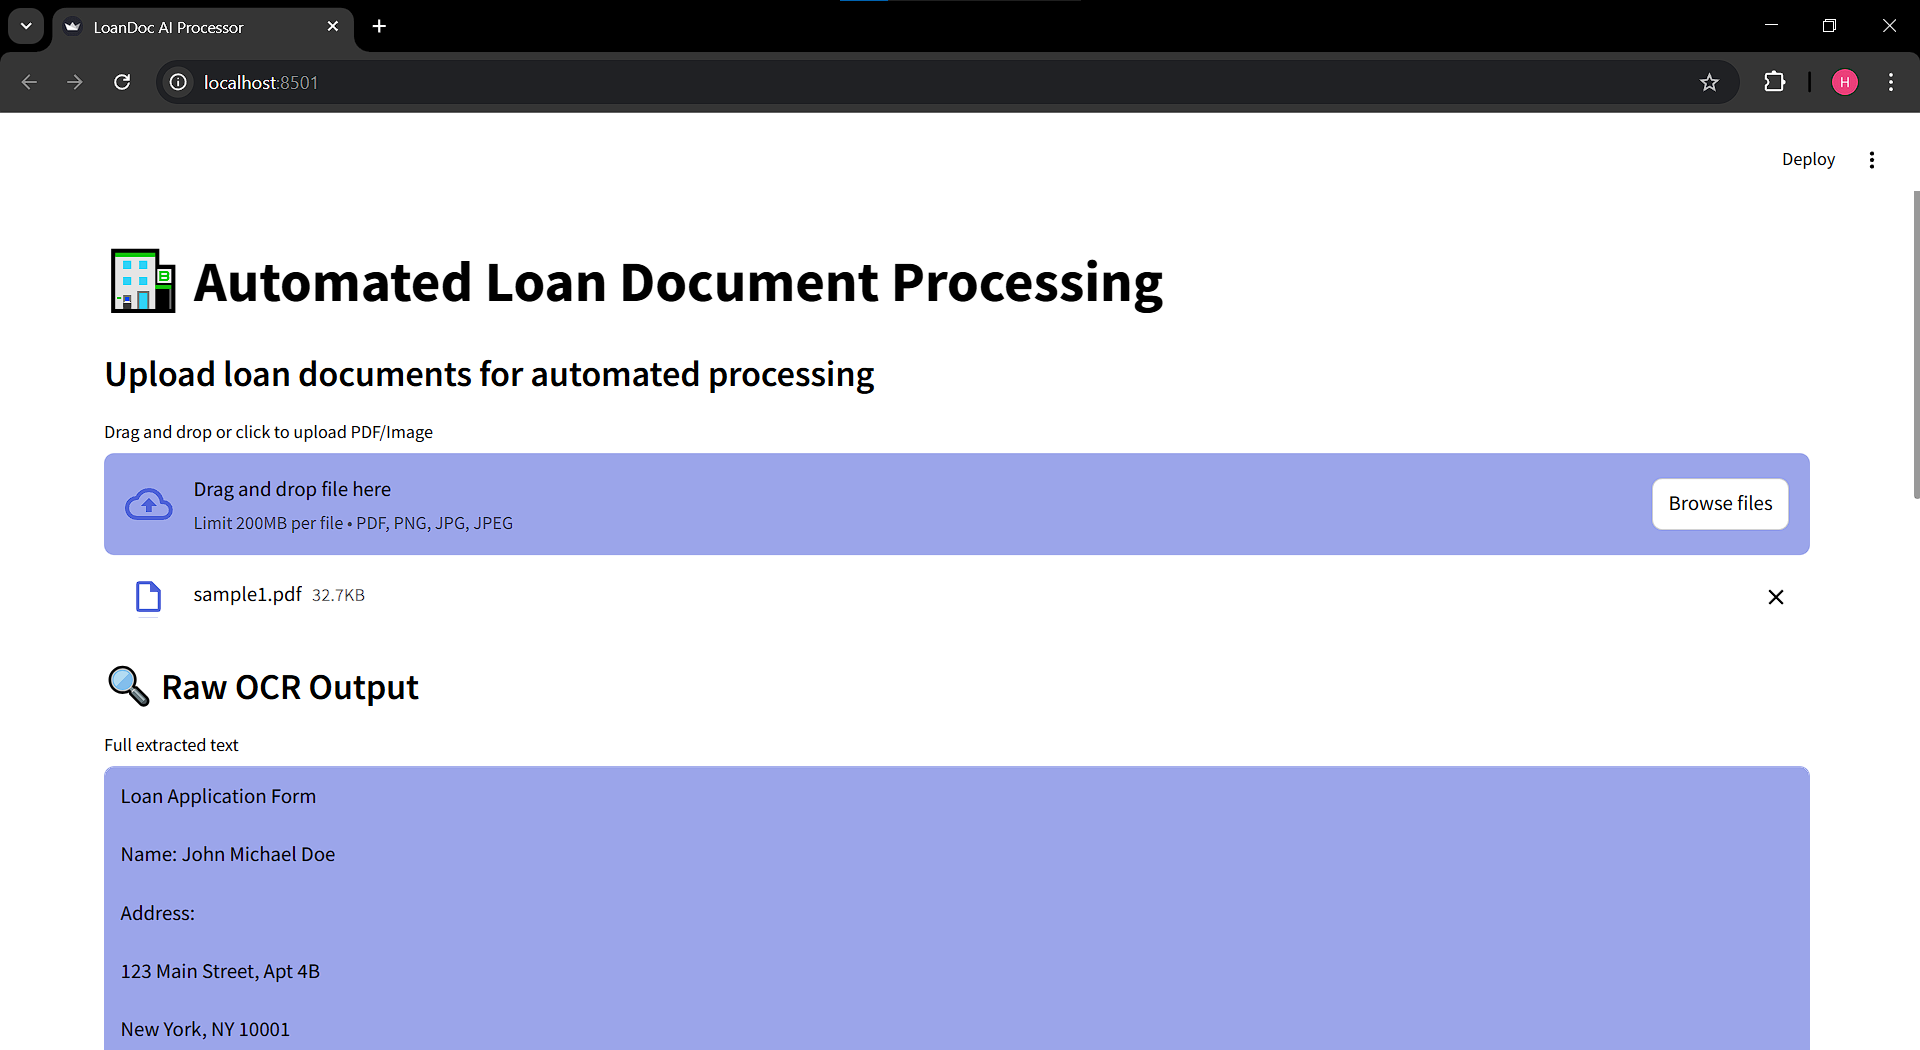 LoanDoc AI Processor
localhost:8501
H
Deploy
Automated Loan Document Processing
Upload loan documents for automated processing
Drag and drop or click to upload PDF/Image
Drag and drop file here
Limit 200MB per file • PDF, PNG, JPG, JPEG
Browse files
sample1.pdf 32.7KB
Raw OCR Output
Full extracted text
Loan Application Form
Name: John Michael Doe
Address:
123 Main Street, Apt 4B
New York, NY 10001